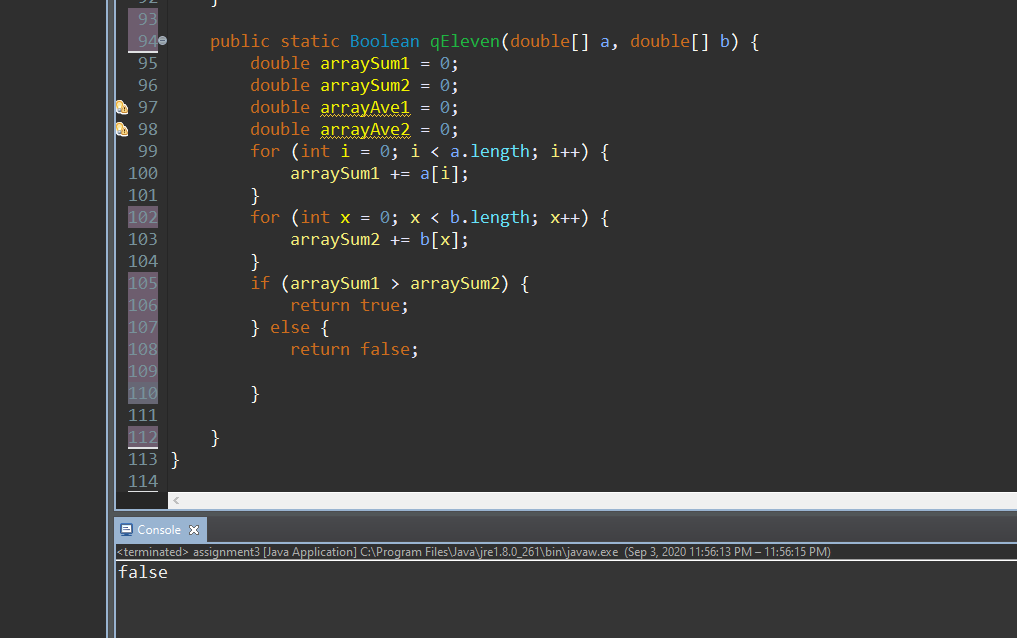 92 }
93
94 public static Boolean qEleven(double[] a, double[] b) {
95 double arraySum1 = 0;
96 double arraySum2 = 0;
97 double arrayAve1 = 0;
98 double arrayAve2 = 0;
99 for (int i = 0; i < a.length; i++) {
100 arraySum1 += a[i];
101 }
102 for (int x = 0; x < b.length; x++) {
103 arraySum2 += b[x];
104 }
105 if (arraySum1 > arraySum2) {
106 return true;
107 } else {
108 return false;
109
110 }
111
112 }
113 }
114
Console
<terminated> assignment3 [Java Application] C:\Program Files\Java\jre1.8.0_261\bin\javaw.exe (Sep 3, 2020 11:56:13 PM – 11:56:15 PM)
false